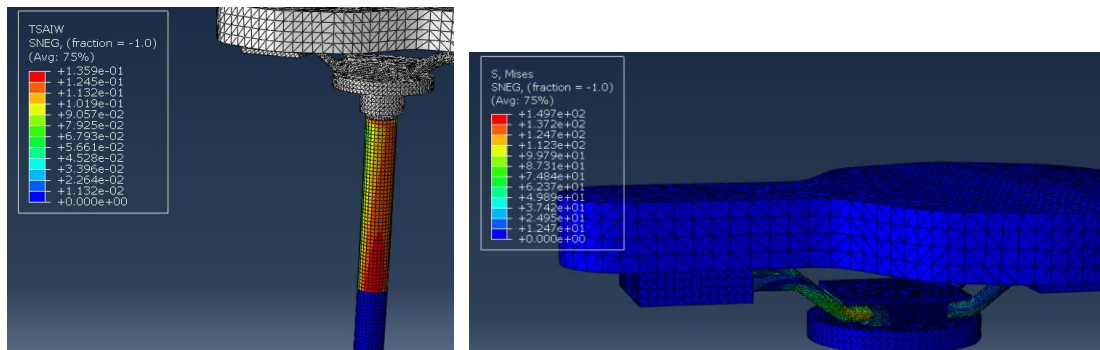 TSAIW
SNEG, (fraction = -1.0)
(Avg: 75%)
+1.359e-01
+1.245e-01
+1.132e-01
+1.019e-01
+9.057e-02
+7.925e-02
+6.793e-02
+5.661e-02
+4.528e-02
+3.396e-02
+2.264e-02
+1.132e-02
+0.000e+00
S, Mises
SNEG, (fraction = -1.0)
(Avg: 75%)
+1.497e+02
+1.372e+02
+1.247e+02
+1.123e+02
+9.979e+01
+8.731e+01
+7.484e+01
+6.237e+01
+4.989e+01
+3.742e+01
+2.495e+01
+1.247e+01
+0.000e+00